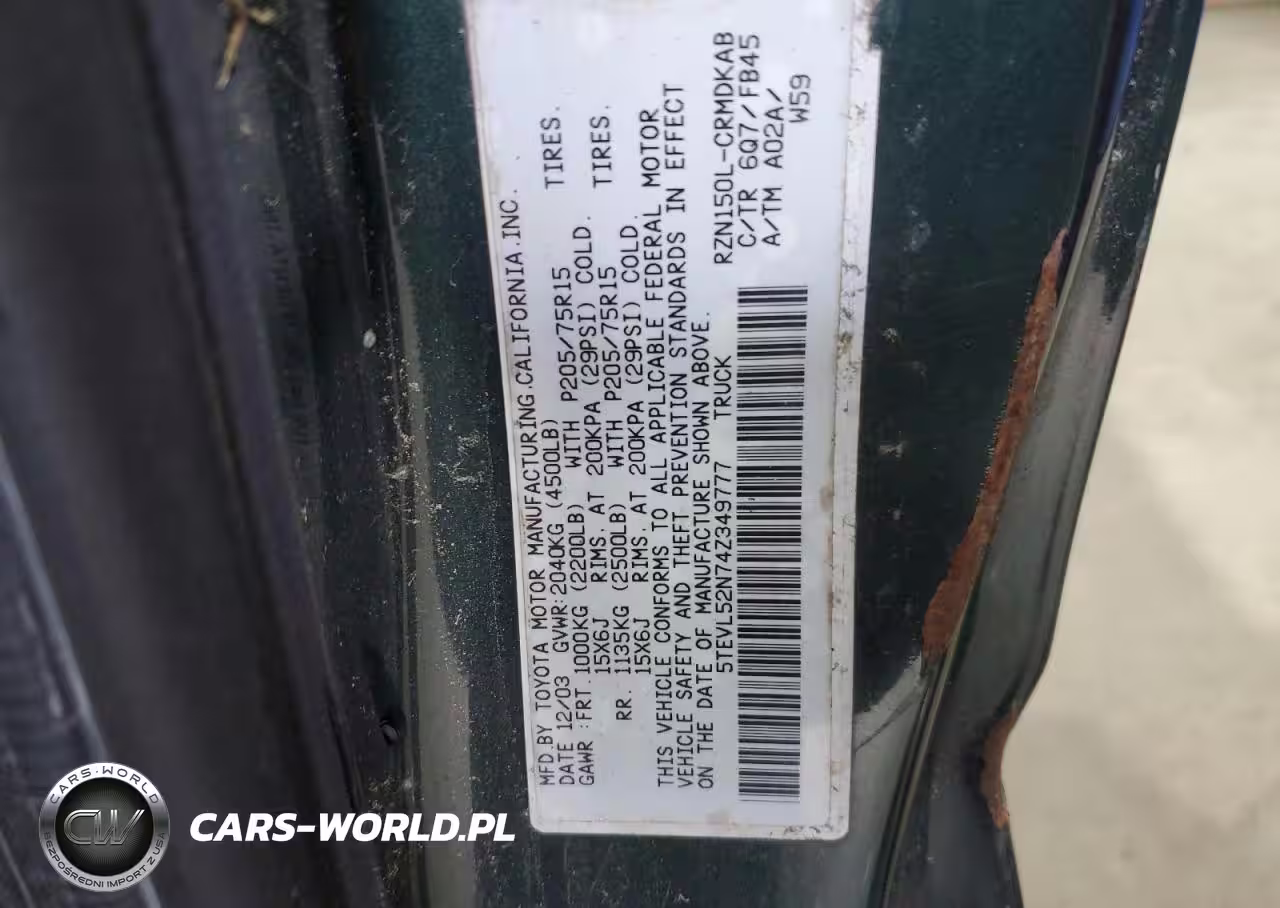 MFD.BY TOYOTA MOTOR MANUFACTURING.CALIFORNIA.INC.
DATE 12/03 GVWR:2040KG (4500LB)
GAWR :FRT.1000KG (2200LB) WITH P205/75R15 TIRES.
15X6J RIMS. AT 200KPA (29PSI) COLD.
RR. 1135KG (2500LB) WITH P205/75R15 TIRES.
15X6J RIMS. AT 200KPA (29PSI) COLD.
THIS VEHICLE CONFORMS TO ALL APPLICABLE FEDERAL MOTOR
VEHICLE SAFETY AND THEFT PREVENTION STANDARDS IN EFFECT
ON THE DATE OF MANUFACTURE SHOWN ABOVE.
5TEVL52N74Z349777 TRUCK RZN150L-CRMDKAB
C/TR 6Q7/FB45
A/TM A02A/
W59
CARS-WORLD
CW
BEZPOŚREDNI IMPORT Z USA
CARS-WORLD.PL